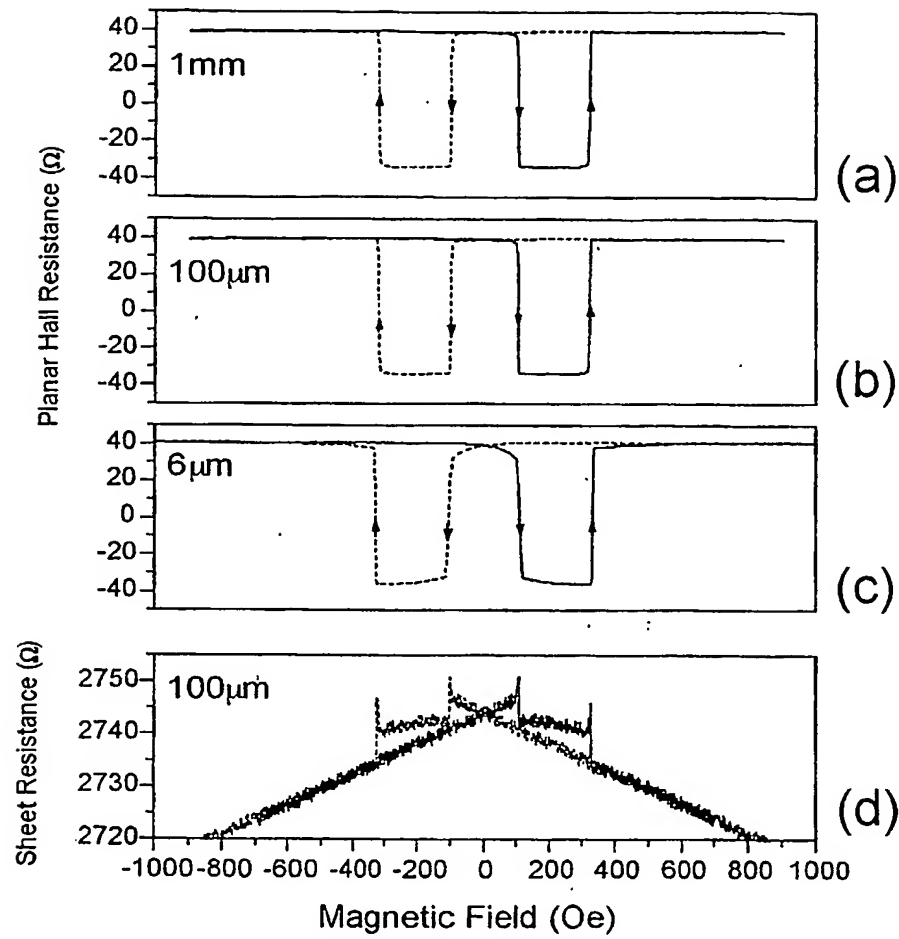 Planar Hall Resistance (Ω)
40
20
0
-20
-40
1mm
(a)
40
20
0
-20
-40
100μm
(b)
40
20
0
-20
-40
6μm
(c)
Sheet Resistance (Ω)
2750
2740
2730
2720
100μm
(d)
-1000 -800 -600 -400 -200 0 200 400 600 800 1000
Magnetic Field (Oe)